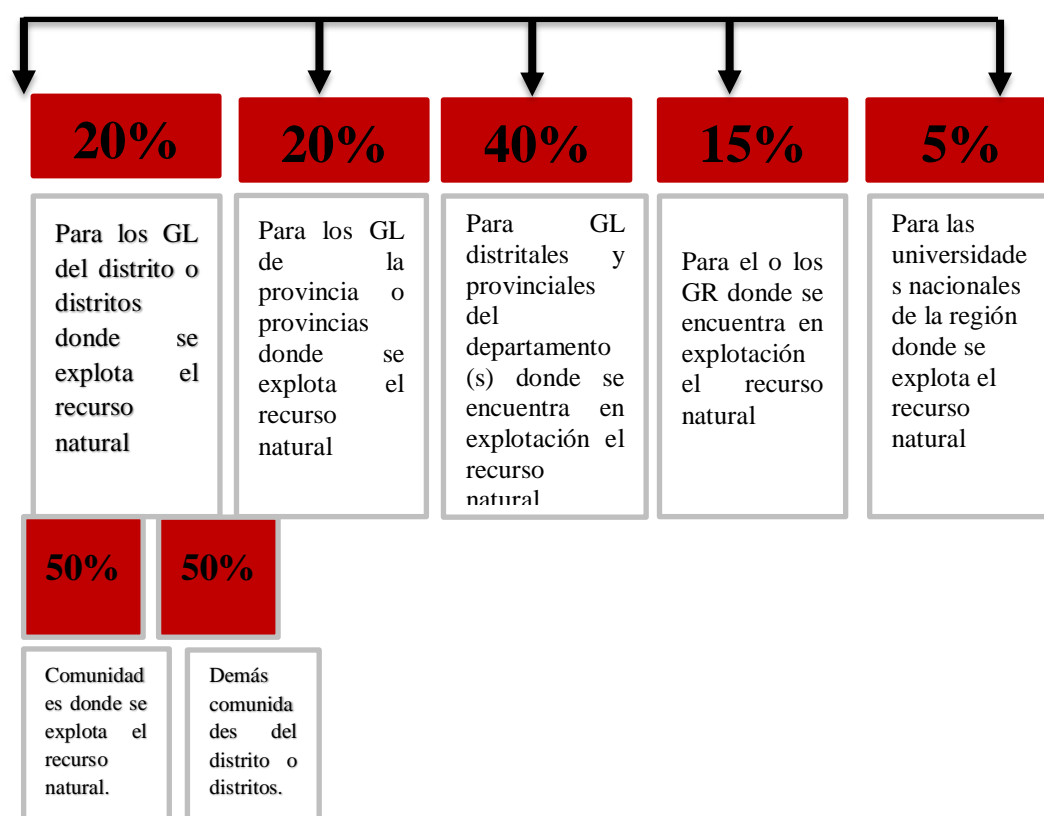 20%
20%
40%
15%
5%
Para los GL
del distrito o
distritos
donde se
explota el
recurso
natural
Para los GL
de la
provincia o
provincias
donde se
explota el
recurso
natural
Para GL
distritales y
provinciales
del
departamento
(s) donde se
encuentra en
explotación el
recurso
natural
Para el o los
GR donde se
encuentra en
explotación
el recurso
natural
Para las
universidade
s nacionales
de la región
donde se
explota el
recurso
natural
50%
50%
Comunidad
es donde se
explota el
recurso
natural.
Demás
comunida
des del
distrito o
distritos.